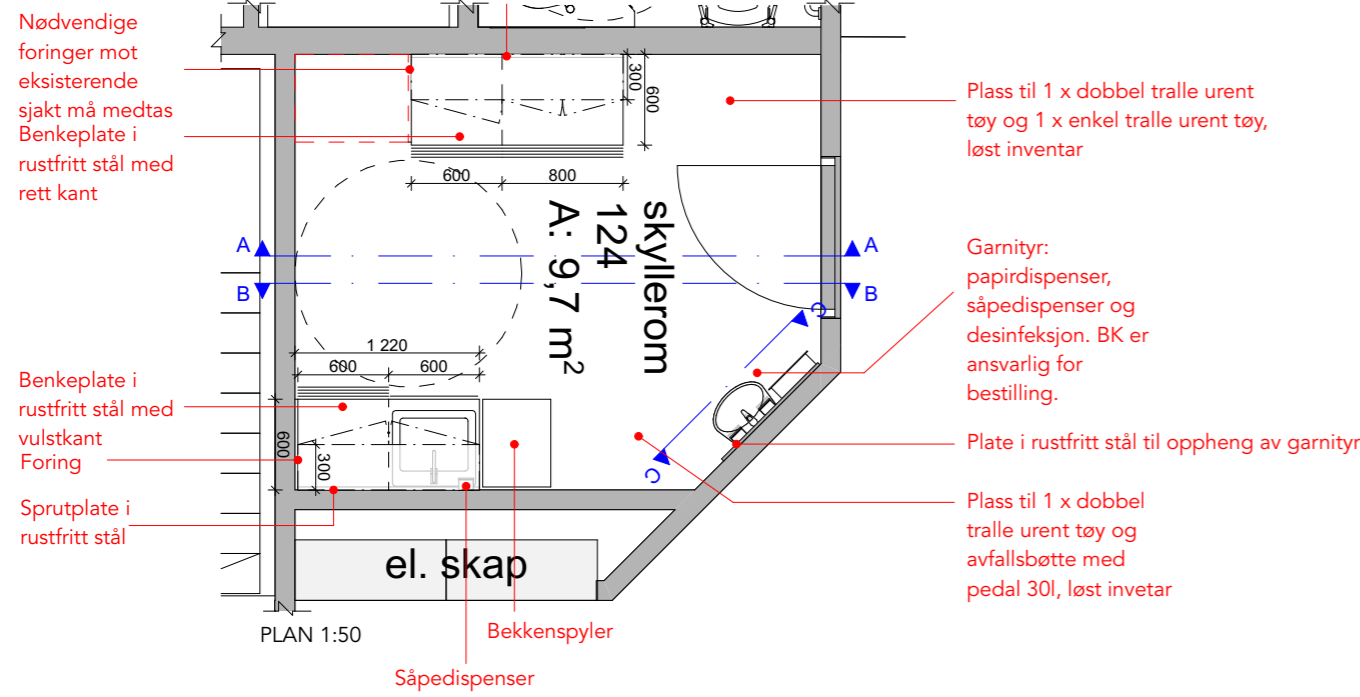 Nødvendige
foringer mot
eksisterende
sjakt må medtas
Benkeplate i
rustfritt stål med
rett kant
300
600
600
800
Plass til 1 x dobbel tralle urent
tøy og 1 x enkel tralle urent tøy,
løst inventar
skyllerom
124
A: 9,7 m²
A
A
B
B
Garnityr:
papirdispenser,
såpedispenser og
desinfeksjon. BK er
ansvarlig for
bestilling.
C
C
1 220
600
600
600
300
Benkeplate i
rustfritt stål med
vulstkant
Foring
Sprutplate i
rustfritt stål
Plate i rustfritt stål til oppheng av garnityr
Plass til 1 x dobbel
tralle urent tøy og
avfallsbøtte med
pedal 30l, løst invetar
el. skap
PLAN 1:50
Bekkenspyler
Såpedispenser